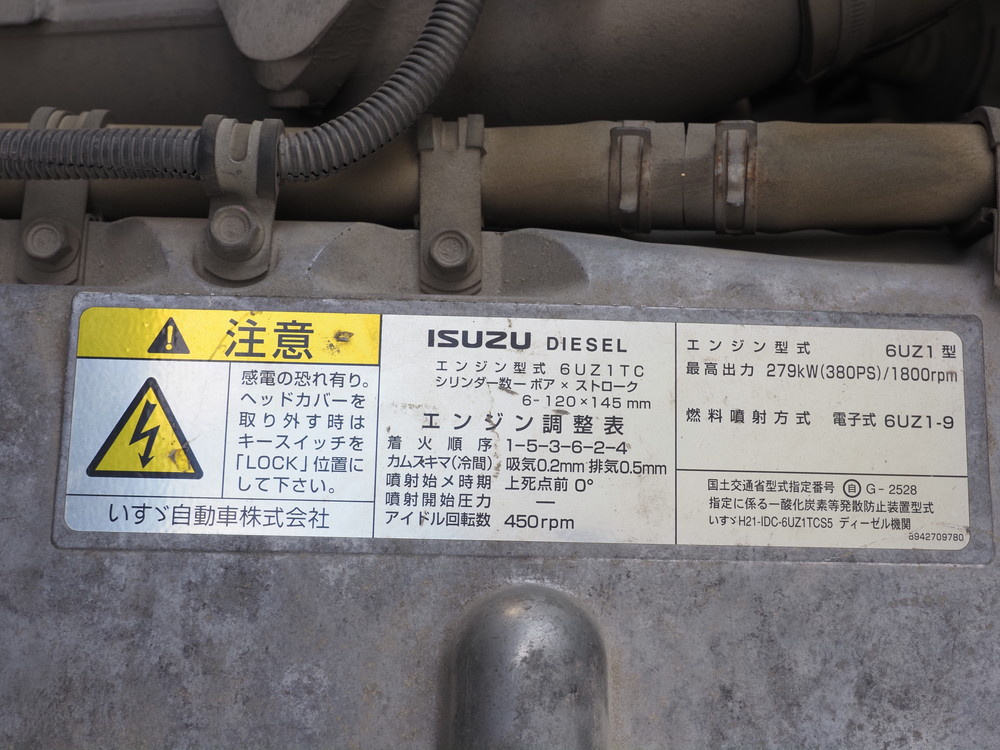 注意
感電の恐れ有り。
ヘッドカバーを
取り外す時は
キースイッチを
「LOCK」位置に
して下さい。
いすゞ自動車株式会社
ISUZU DIESEL
エンジン型式 6UZ1TC
シリンダー数ーボア×ストローク
6-120×145mm
エンジン調整表
着火順序 1-5-3-6-2-4
カムスキマ(冷間) 吸気0.2mm 排気0.5mm
噴射始メ時期 上死点前 0°
噴射開始圧力 —
アイドル回転数 450rpm
エンジン型式 6UZ1型
最高出力 279kW(380PS)/1800rpm
燃料噴射方式 電子式 6UZ1-9
国土交通省型式指定番号 自 G-2528
指定に係る一酸化炭素等発散防止装置型式
いすゞH21-IDC-6UZ1TCS5 ディーゼル機関
8942709780